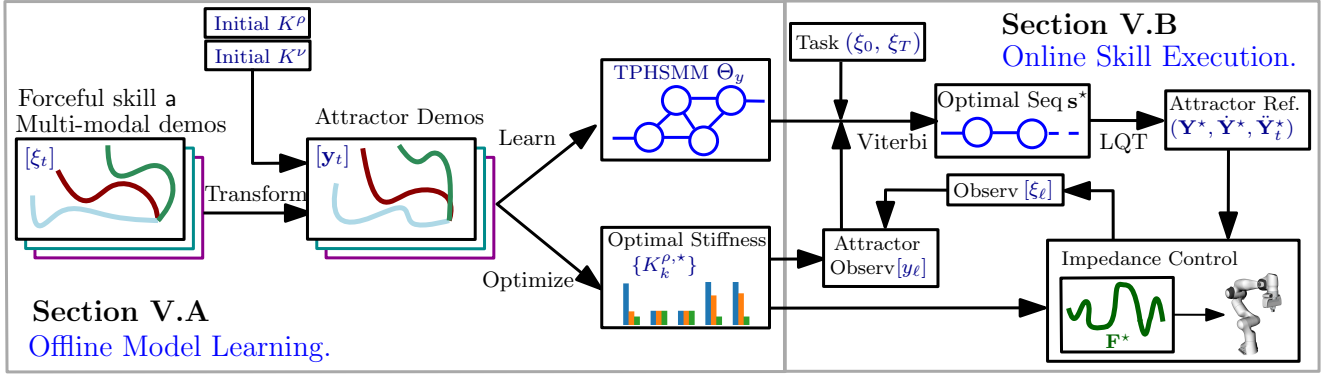 Initial K^ρ
Initial K^ν
Forceful skill a
Multi-modal demos
[ξ_t]
Transform
Attractor Demos
[y_t]
Learn
Optimize
TPHSMM Θ_y
Optimal Stiffness
{K_k^{ρ,⋆}}
Section V.A
Offline Model Learning.
Task (ξ_0, ξ_T)
Section V.B
Online Skill Execution.
Viterbi
Optimal Seq s^⋆
LQT
Attractor Ref.
(Y^⋆, Ẏ^⋆, Ÿ_t^⋆)
Observ [ξ_ℓ]
Attractor
Observ[y_ℓ]
Impedance Control
F^⋆